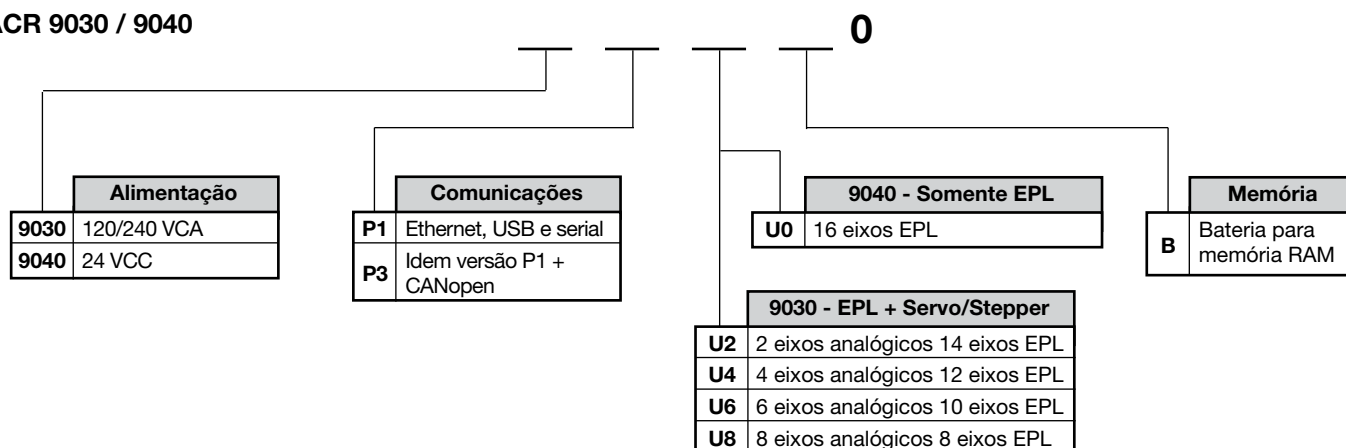 ACR 9030 / 9040
0
Alimentação
9030 120/240 VCA
9040 24 VCC
Comunicações
P1 Ethernet, USB e serial
P3 Idem versão P1 +
CANopen
9040 - Somente EPL
U0 16 eixos EPL
9030 - EPL + Servo/Stepper
U2 2 eixos analógicos 14 eixos EPL
U4 4 eixos analógicos 12 eixos EPL
U6 6 eixos analógicos 10 eixos EPL
U8 8 eixos analógicos 8 eixos EPL
Memória
B Bateria para
memória RAM